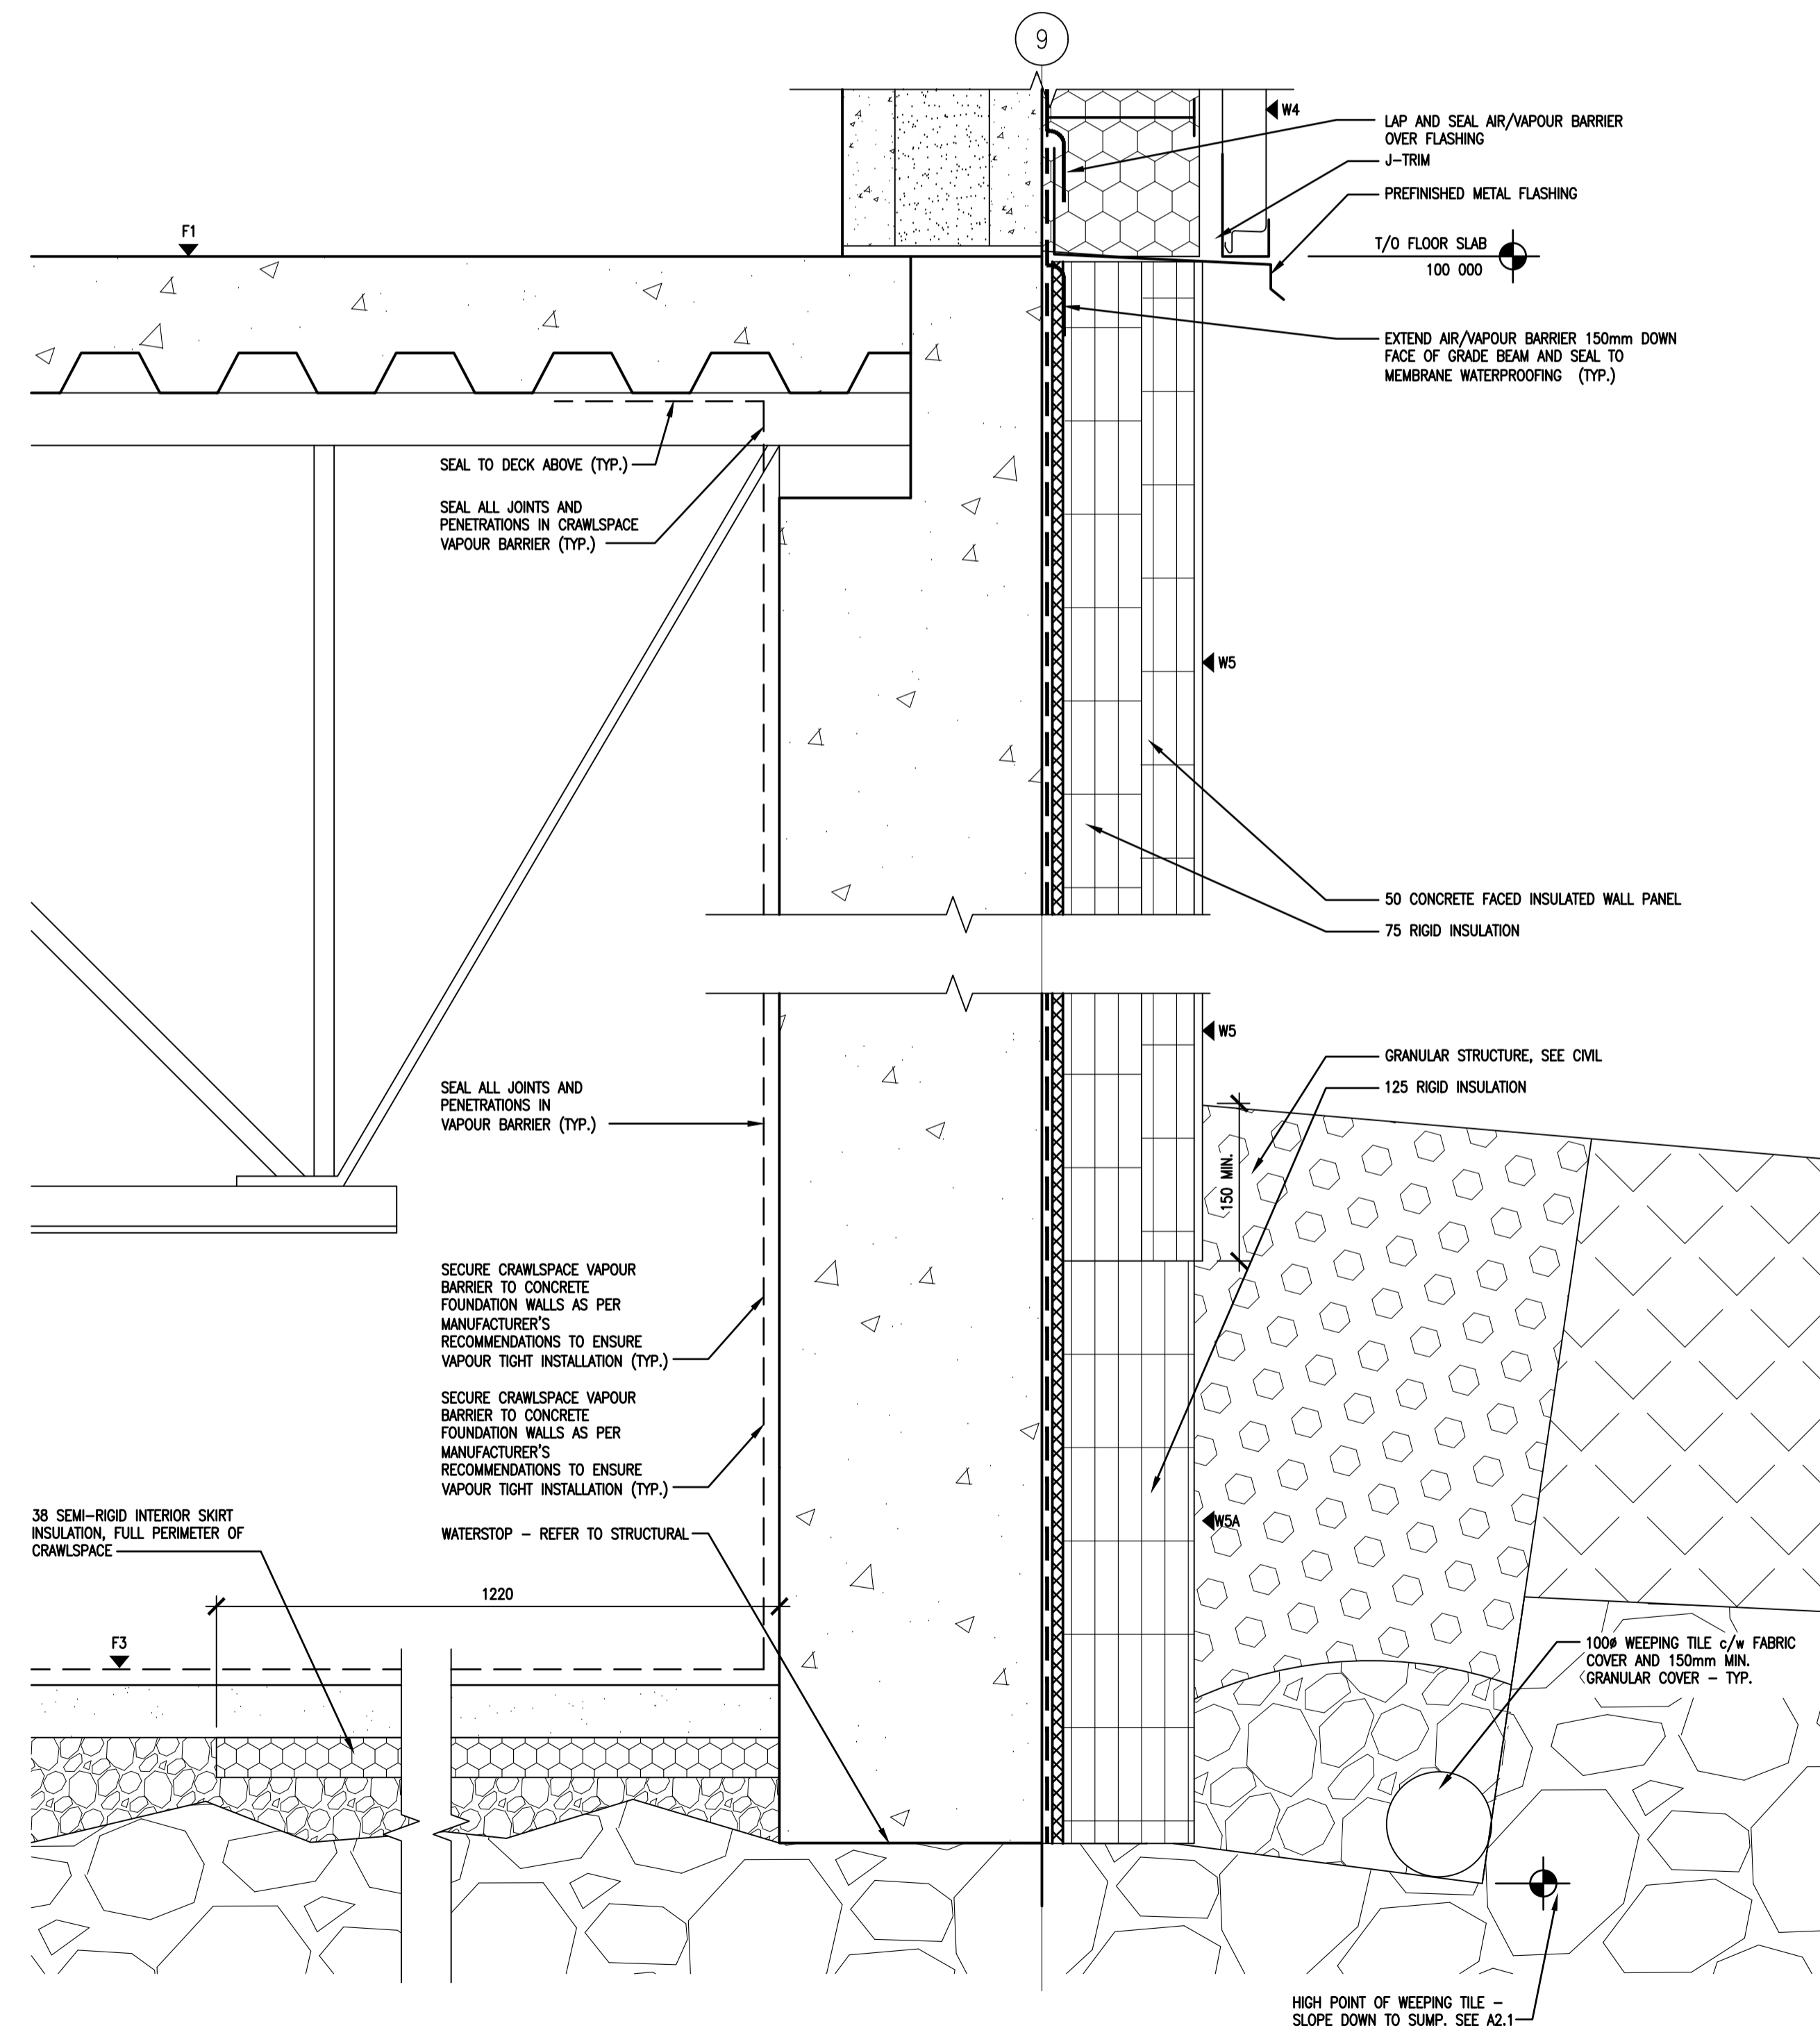 9
W4
LAP AND SEAL AIR/VAPOUR BARRIER
OVER FLASHING
J-TRIM
PREFINISHED METAL FLASHING
F1
T/O FLOOR SLAB
100 000
EXTEND AIR/VAPOUR BARRIER 150mm DOWN
FACE OF GRADE BEAM AND SEAL TO
MEMBRANE WATERPROOFING (TYP.)
SEAL TO DECK ABOVE (TYP.)
SEAL ALL JOINTS AND
PENETRATIONS IN CRAWLSPACE
VAPOUR BARRIER (TYP.)
W5
50 CONCRETE FACED INSULATED WALL PANEL
75 RIGID INSULATION
W5
GRANULAR STRUCTURE, SEE CIVIL
125 RIGID INSULATION
SEAL ALL JOINTS AND
PENETRATIONS IN
VAPOUR BARRIER (TYP.)
150 MIN.
SECURE CRAWLSPACE VAPOUR
BARRIER TO CONCRETE
FOUNDATION WALLS AS PER
MANUFACTURER'S
RECOMMENDATIONS TO ENSURE
VAPOUR TIGHT INSTALLATION (TYP.)
SECURE CRAWLSPACE VAPOUR
BARRIER TO CONCRETE
FOUNDATION WALLS AS PER
MANUFACTURER'S
RECOMMENDATIONS TO ENSURE
VAPOUR TIGHT INSTALLATION (TYP.)
38 SEMI-RIGID INTERIOR SKIRT
INSULATION, FULL PERIMETER OF
CRAWLSPACE
WATERSTOP - REFER TO STRUCTURAL
W5A
1220
F3
100ø WEEPING TILE c/w FABRIC
COVER AND 150mm MIN.
GRANULAR COVER - TYP.
HIGH POINT OF WEEPING TILE -
SLOPE DOWN TO SUMP. SEE A2.1